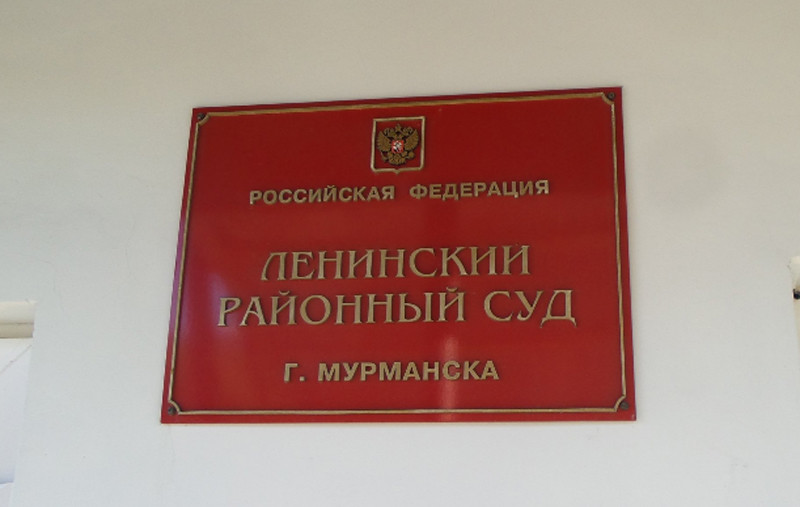 РОССИЙСКАЯ ФЕДЕРАЦИЯ
ЛЕНИНСКИЙ
РАЙОННЫЙ СУД
Г. МУРМАНСКА